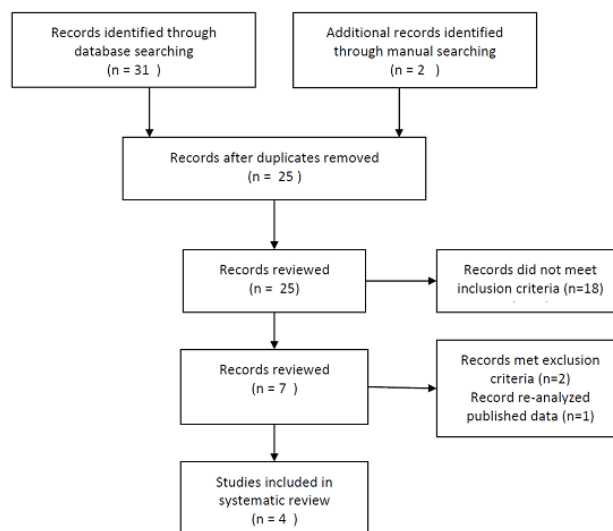 Records identified through
database searching
(n = 31 )
Additional records identified
through manual searching
(n = 2 )
Records after duplicates removed
(n = 25 )
Records reviewed
(n = 25)
Records did not meet
inclusion criteria (n=18)
Records reviewed
(n = 7 )
Records met exclusion
criteria (n=2)
Record re-analyzed
published data (n=1)
Studies included in
systematic review
(n = 4 )